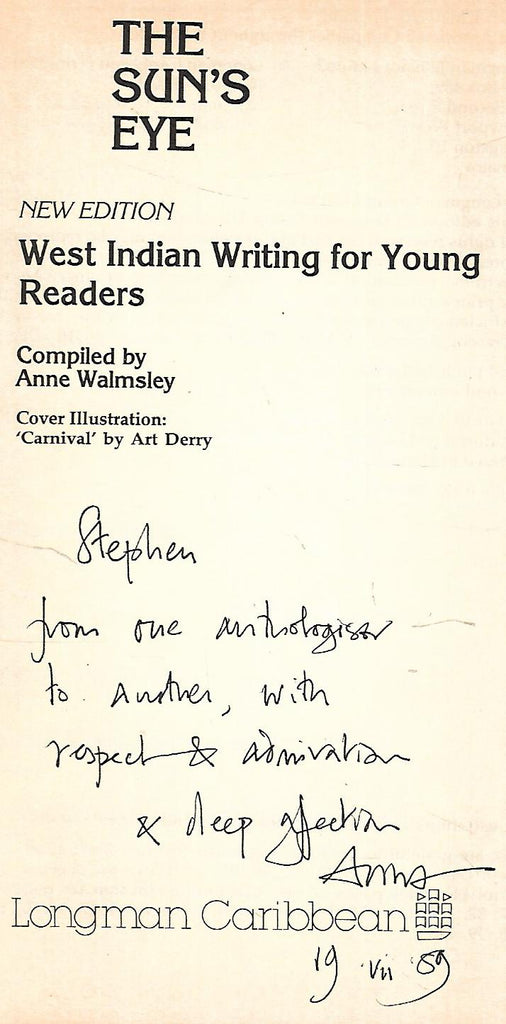 THE
SUN'S
EYE
NEW EDITION
West Indian Writing for Young
Readers
Compiled by
Anne Walmsley
Cover Illustration:
'Carnival' by Art Derry
Stephen
from one anthologiser
to another, with
respect & admiration
& deep affection
Anne
Longman Caribbean
19 VII '89